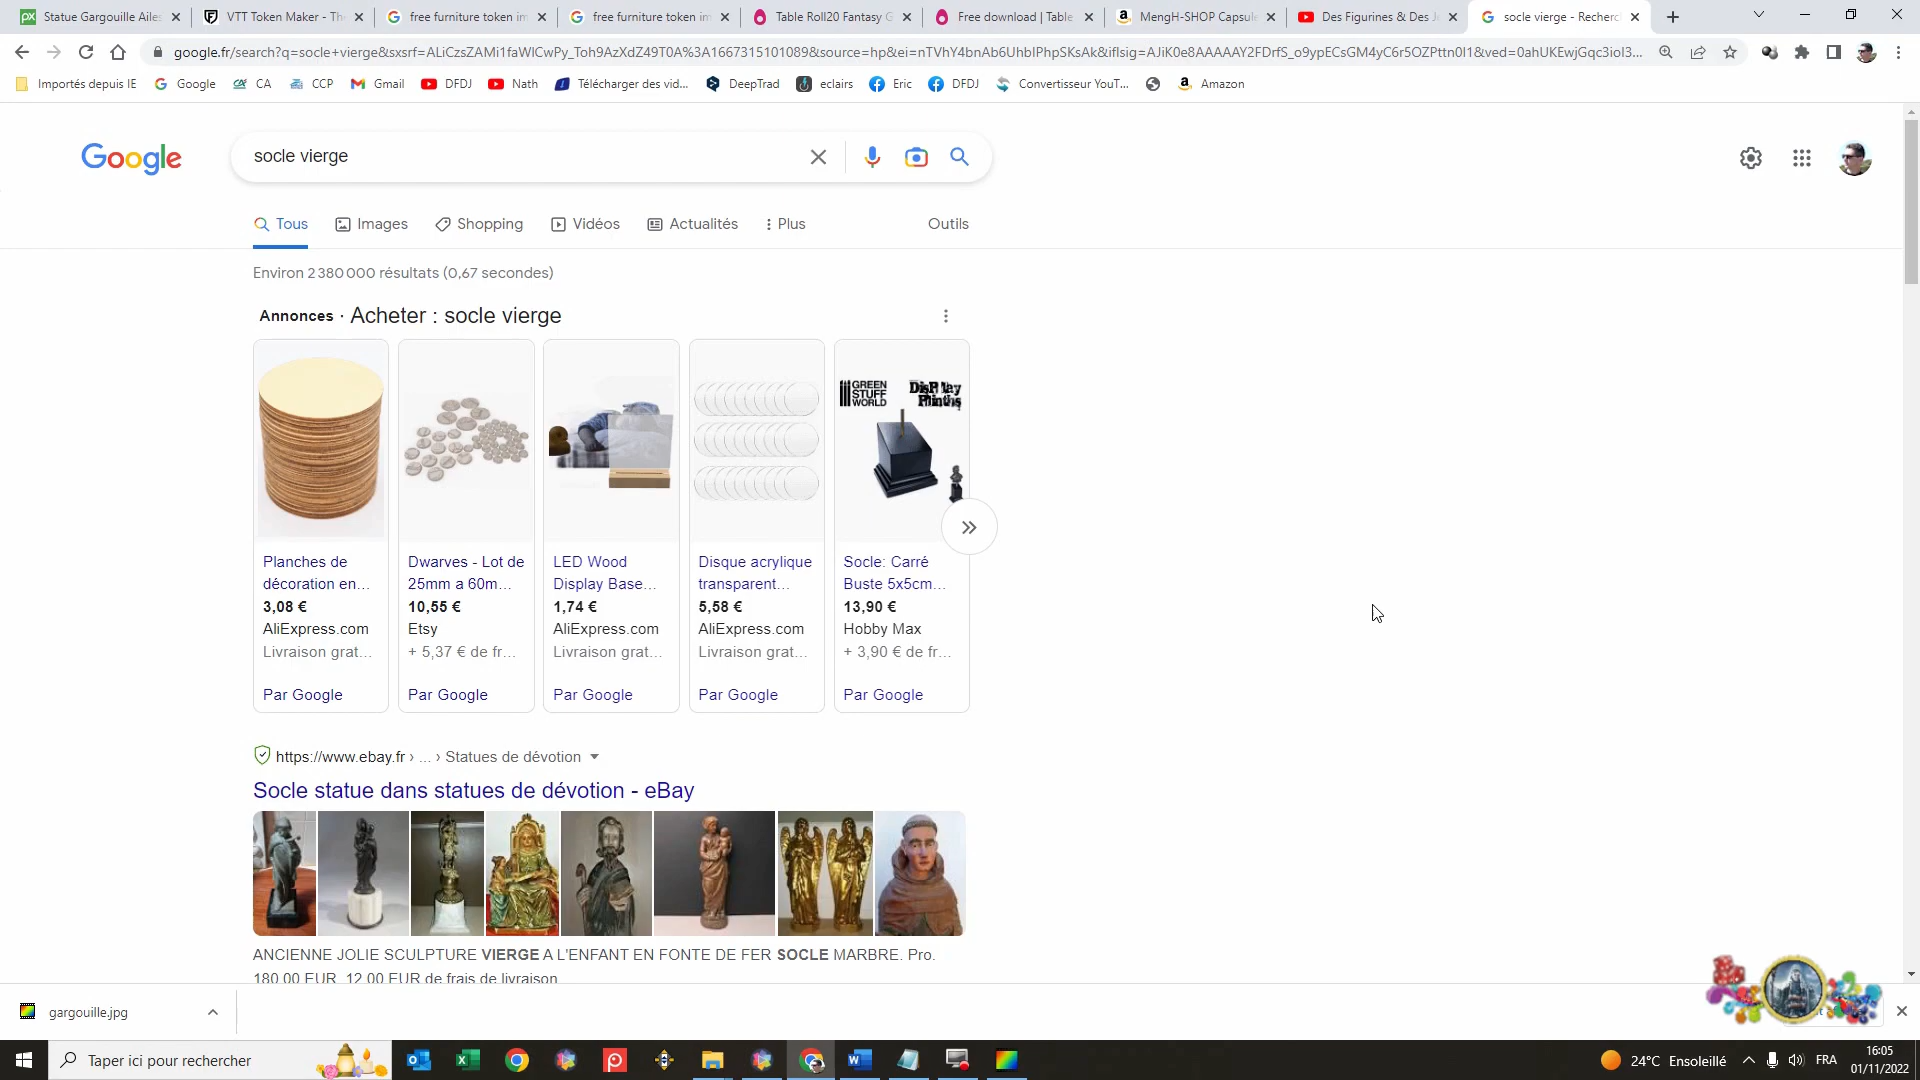 Statue Gargouille Ailes
VTT Token Maker - The
free furniture token im
free furniture token im
Table Roll20 Fantasy G
Free download | Table
MengH-SHOP Capsule
Des Figurines & Des
socle vierge - Recherc
google.fr/search?q=socle+vierge&sxsrf=ALiCzsZAMi1faWlCwPy_Toh9AzXdZ49T0A%3A1667315101089&source=hp&ei=nTVhY4bnAb6UhbIPhpSKsAk&iflsig=AJiK0e8AAAAAY2FDrfS_o9ypECsGM4yC6r5OZPttn0I1&ved=0ahUKEwjGqc3ioI3...
Importés depuis IE
Google
CA
CCP
Gmail
DFDJ
Nath
Télécharger des vid...
DeepTrad
eclairs
Eric
DFDJ
Convertisseur YouT...
Amazon
Google
socle vierge
Tous
Images
Shopping
Vidéos
Actualités
Plus
Outils
Environ 2 380 000 résultats (0,67 secondes)
Annonces · Acheter : socle vierge
GREEN
STUFF
WORLD
Display
Plinths
Planches de
décoration en...
3,08 €
AliExpress.com
Livraison grat...
Par Google
Dwarves - Lot de
25mm a 60m...
10,55 €
Etsy
+ 5,37 € de fr...
Par Google
LED Wood
Display Base...
1,74 €
AliExpress.com
Livraison grat...
Par Google
Disque acrylique
transparent...
5,58 €
AliExpress.com
Livraison grat...
Par Google
Socle: Carré
Buste 5x5cm...
13,90 €
Hobby Max
+ 3,90 € de fr...
Par Google
https://www.ebay.fr › ... › Statues de dévotion
Socle statue dans statues de dévotion - eBay
ANCIENNE JOLIE SCULPTURE VIERGE A L'ENFANT EN FONTE DE FER SOCLE MARBRE. Pro.
180,00 EUR. 12,00 EUR de frais de livraison
gargouille.jpg
Taper ici pour rechercher
24°C Ensoleillé
FRA
16:05
01/11/2022